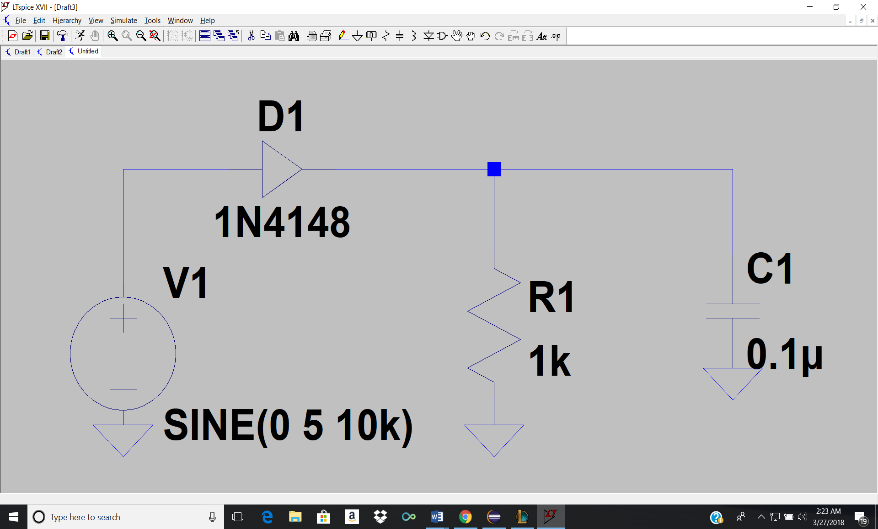 LTspice XVII - [Draft3]
File Edit Hierarchy View Simulate Tools Window Help
Draft1 Draft2 Untitled
D1
1N4148
V1
SINE(0 5 10k)
R1
1k
C1
0.1µ
Type here to search
2:23 AM
3/27/2018